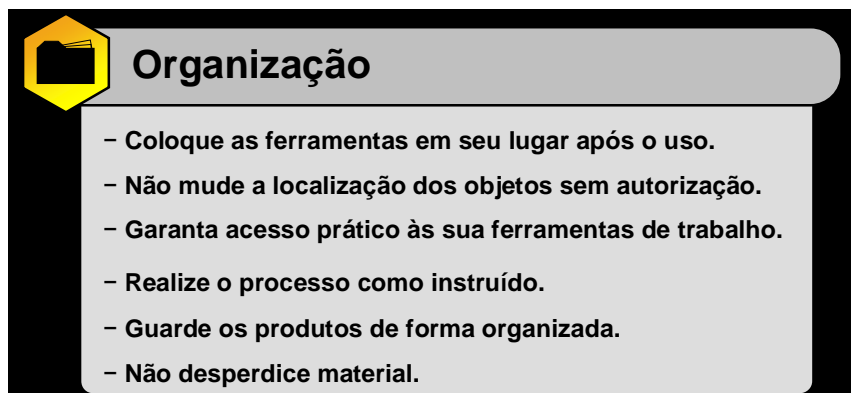 Organização
− Coloque as ferramentas em seu lugar após o uso.
− Não mude a localização dos objetos sem autorização.
− Garanta acesso prático às sua ferramentas de trabalho.
− Realize o processo como instruído.
− Guarde os produtos de forma organizada.
− Não desperdice material.